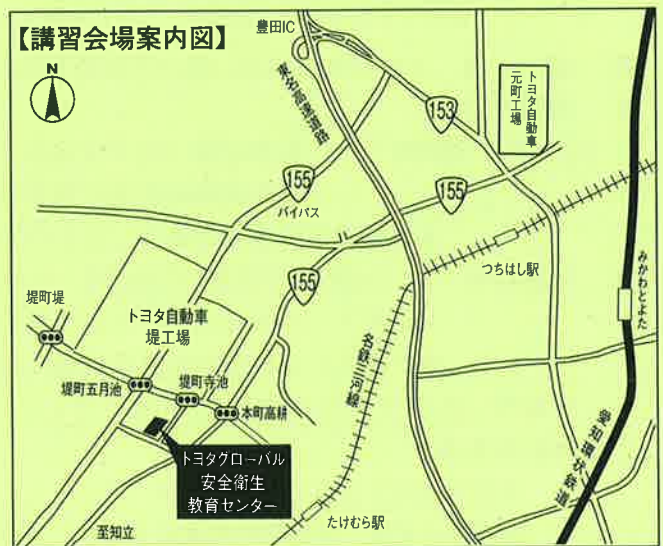 【講習会場案内図】
N
豊田IC
東名高速道路
153
トヨタ自動車
元町工場
155
バイパス
155
155
つちはし駅
みかわとよた
堤町堤
トヨタ自動車
堤工場
名鉄三河線
堤町五月池
堤町寺池
本町高耕
愛知環状鉄道
トヨタグローバル
安全衛生
教育センター
至知立
たけむら駅